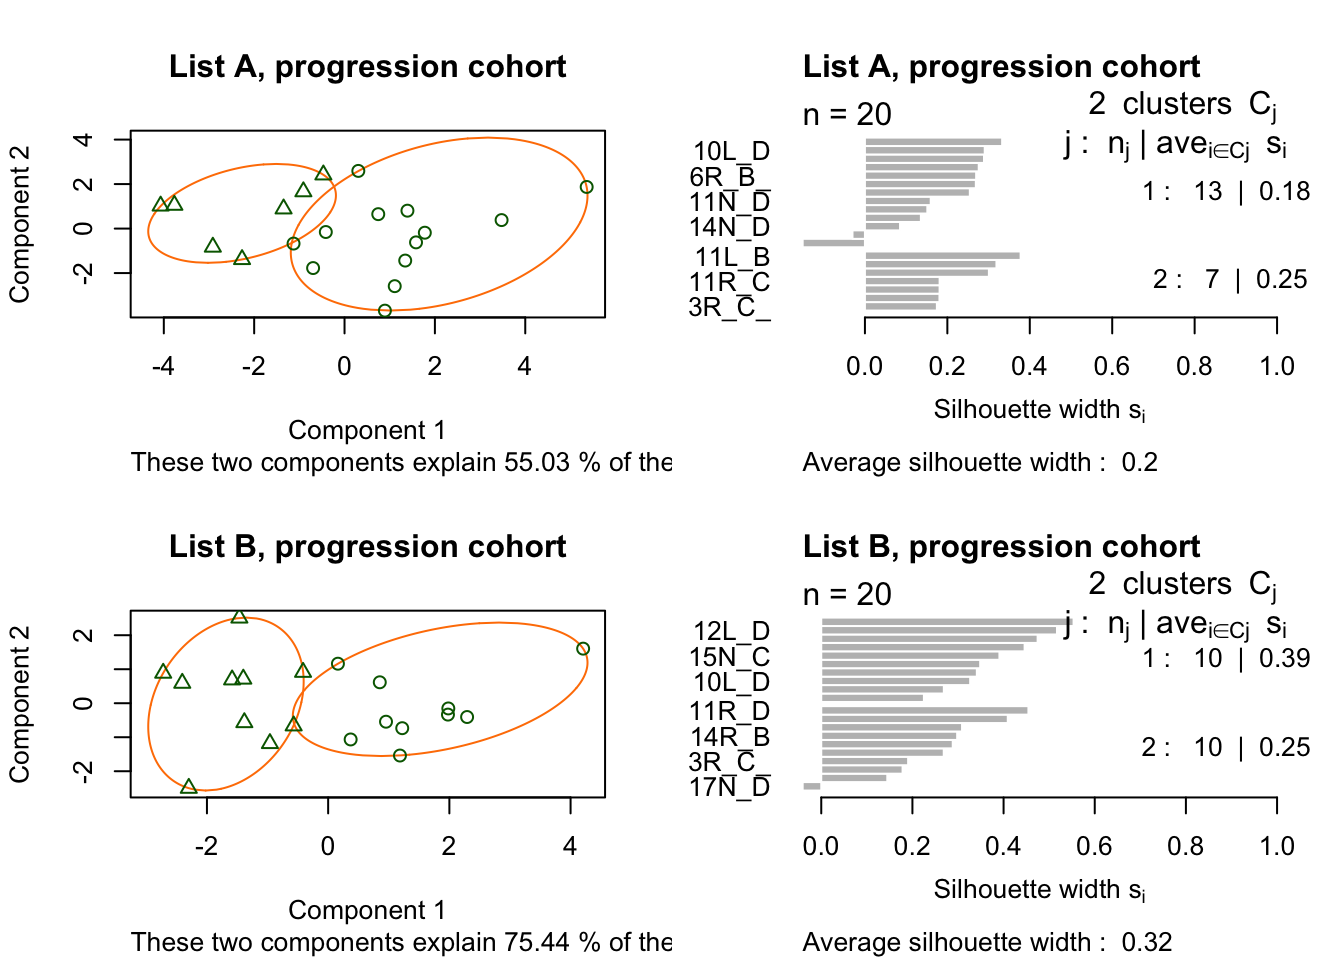 List A, progression cohort
Component 2
4
2
0
-2
-4 -2 0 2 4
Component 1
These two components explain 55.03 % of the
List A, progression cohort
n = 20
2 clusters Cj
j : nj | avei∈Cj si
10L_D
6R_B_
11N_D
14N_D
11L_B
11R_C
3R_C_
1 : 13 | 0.18
2 : 7 | 0.25
0.0 0.2 0.4 0.6 0.8 1.0
Silhouette width si
Average silhouette width : 0.2
List B, progression cohort
Component 2
2
0
-2
-2 0 2 4
Component 1
These two components explain 75.44 % of the
List B, progression cohort
n = 20
2 clusters Cj
j : nj | avei∈Cj si
12L_D
15N_C
10L_D
11R_D
14R_B
3R_C_
17N_D
1 : 10 | 0.39
2 : 10 | 0.25
0.0 0.2 0.4 0.6 0.8 1.0
Silhouette width si
Average silhouette width : 0.32